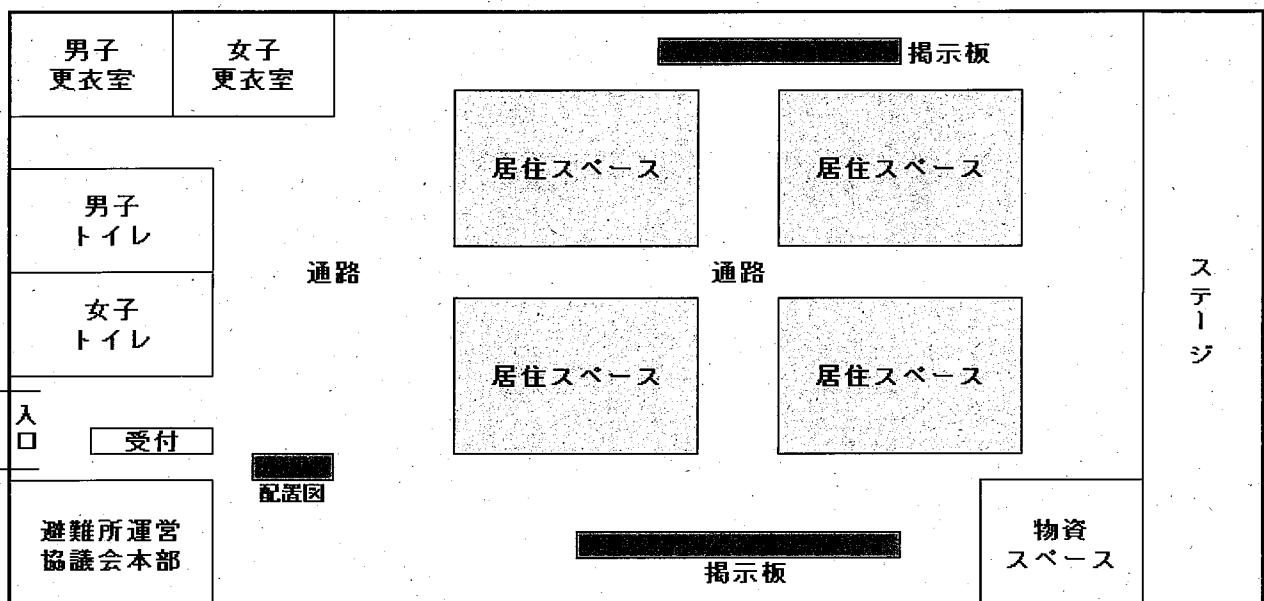 男子
更衣室
女子
更衣室
掲示板
居住スペース
居住スペース
男子
トイレ
通路
通路
女子
トイレ
ステージ
居住スペース
居住スペース
入口
受付
配置図
避難所運営
協議会本部
掲示板
物資
スペース